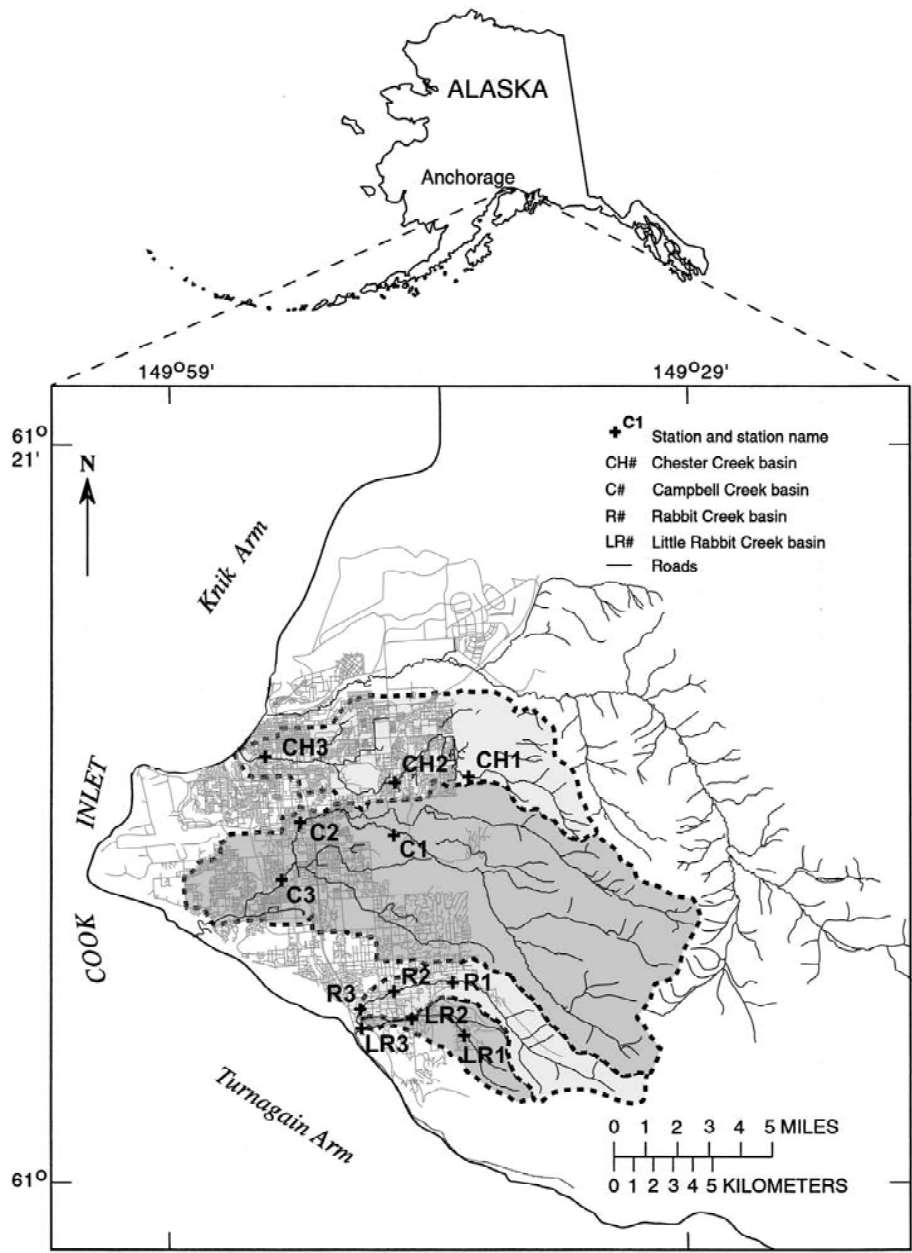 ALASKA
Anchorage
149°59'
149°29'
61°
21'
N
C1
Station and station name
CH# Chester Creek basin
C# Campbell Creek basin
R# Rabbit Creek basin
LR# Little Rabbit Creek basin
Roads
Knik Arm
CH3
CH2
CH1
COOK INLET
C2
C1
C3
R2
R1
R3
LR2
LR3
LR1
Turnagain Arm
0 1 2 3 4 5 MILES
0 1 2 3 4 5 KILOMETERS
61°